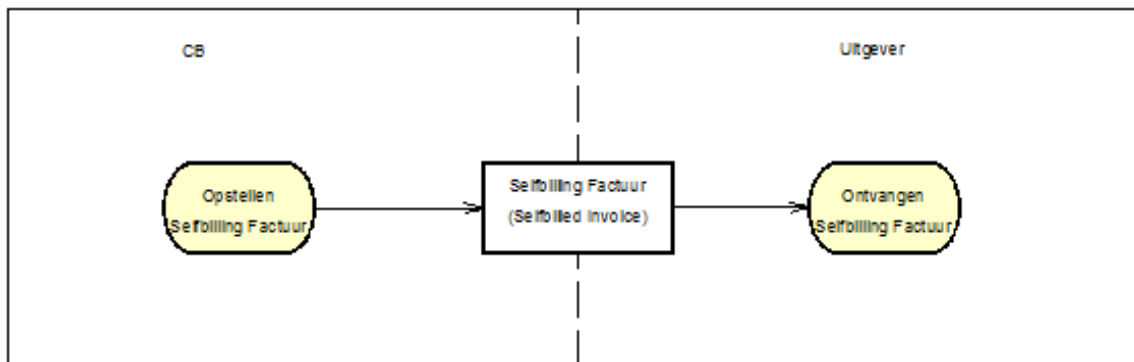 CB
Uitgever
Opstellen
Selfbilling Factuur
Selfbilling Factuur
(Selfbilled Invoice)
Ontvangen
Selfbilling Factuur